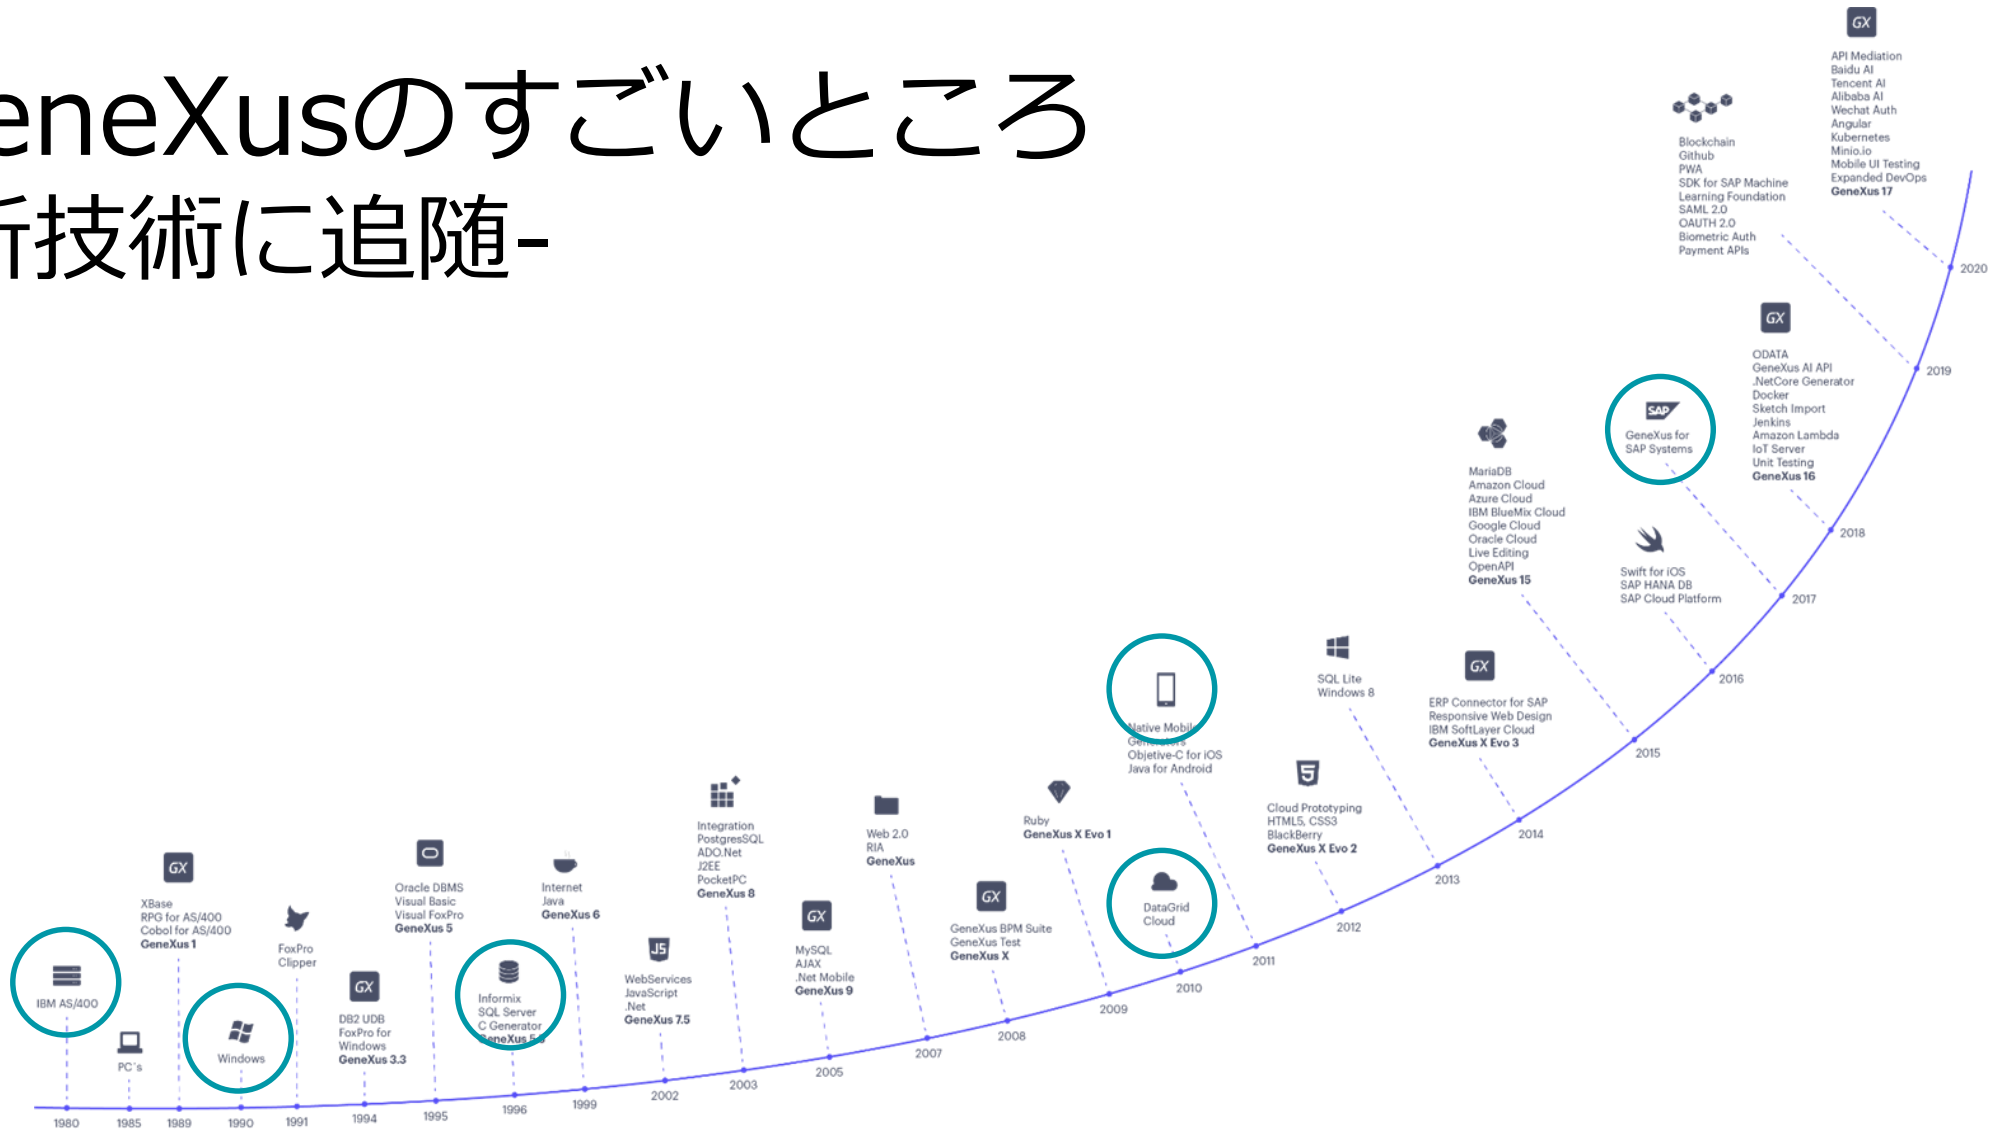 eneXusのすごいところ
新技術に追随-
IBM AS/400
1980
PC's
1985
XBase
RPG for AS/400
Cobol for AS/400
GeneXus 1
1989
Windows
1990
FoxPro
Clipper
1991
DB2 UDB
FoxPro for
Windows
GeneXus 3.3
1994
Oracle DBMS
Visual Basic
Visual FoxPro
GeneXus 5
1995
Informix
SQL Server
C Generator
1996
Internet
Java
GeneXus 6
1999
JS
WebServices
JavaScript
.Net
GeneXus 7.5
2002
Integration
PostgresSQL
ADO.Net
J2EE
PocketPC
GeneXus 8
2003
GX
MySQL
AJAX
.Net Mobile
GeneXus 9
2005
Web 2.0
RIA
GeneXus
2007
GX
GeneXus BPM Suite
GeneXus Test
GeneXus X
2008
Ruby
GeneXus X Evo 1
2009
DataGrid
Cloud
2010
Native Mobile
Generators
Objetive-C for iOS
Java for Android
2011
5
Cloud Prototyping
HTML5, CSS3
BlackBerry
GeneXus X Evo 2
2012
SQL Lite
Windows 8
2013
GX
ERP Connector for SAP
Responsive Web Design
IBM SoftLayer Cloud
GeneXus X Evo 3
2014
MariaDB
Amazon Cloud
Azure Cloud
IBM BlueMix Cloud
Google Cloud
Oracle Cloud
Live Editing
OpenAPI
GeneXus 15
2015
Swift for iOS
SAP HANA DB
SAP Cloud Platform
2016
SAP
GeneXus for
SAP Systems
2017
GX
ODATA
GeneXus AI API
.NetCore Generator
Docker
Sketch Import
Jenkins
Amazon Lambda
IoT Server
Unit Testing
GeneXus 16
2018
Blockchain
Github
PWA
SDK for SAP Machine
Learning Foundation
SAML 2.0
OAUTH 2.0
Biometric Auth
Payment APIs
2019
GX
API Mediation
Baidu AI
Tencent AI
Alibaba AI
Wechat Auth
Angular
Kubernetes
Minio.io
Mobile UI Testing
Expanded DevOps
GeneXus 17
2020